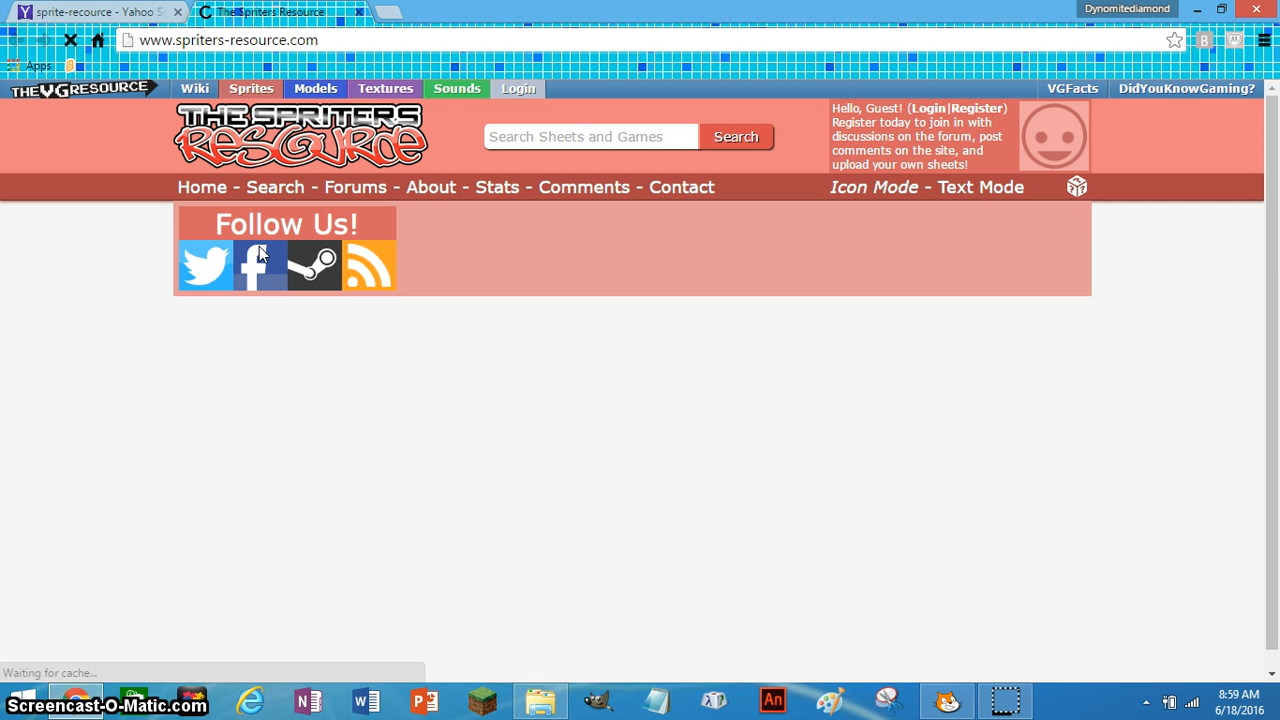 sprite-recource - Yahoo S
The Spriters Resource
Dynomitediamond
www.spriters-resource.com
Apps
THE VG RESOURCE
Wiki
Sprites
Models
Textures
Sounds
Login
VGFacts
DidYouKnowGaming?
THE SPRITERS
RESOURCE
Search Sheets and Games
Search
Hello, Guest! (Login|Register)
Register today to join in with
discussions on the forum, post
comments on the site, and
upload your own sheets!
Home - Search - Forums - About - Stats - Comments - Contact
Icon Mode - Text Mode
Follow Us!
Waiting for cache...
Screencast-O-Matic.com
8:59 AM
6/18/2016